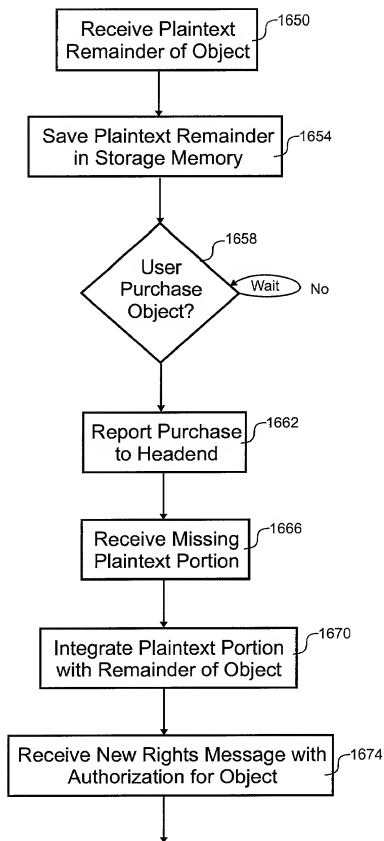 Receive Plaintext
Remainder of Object
1650
Save Plaintext Remainder
in Storage Memory
1654
1658
User
Purchase
Object?
Wait
No
Report Purchase
to Headend
1662
Receive Missing
Plaintext Portion
1666
Integrate Plaintext Portion
with Remainder of Object
1670
Receive New Rights Message with
Authorization for Object
1674